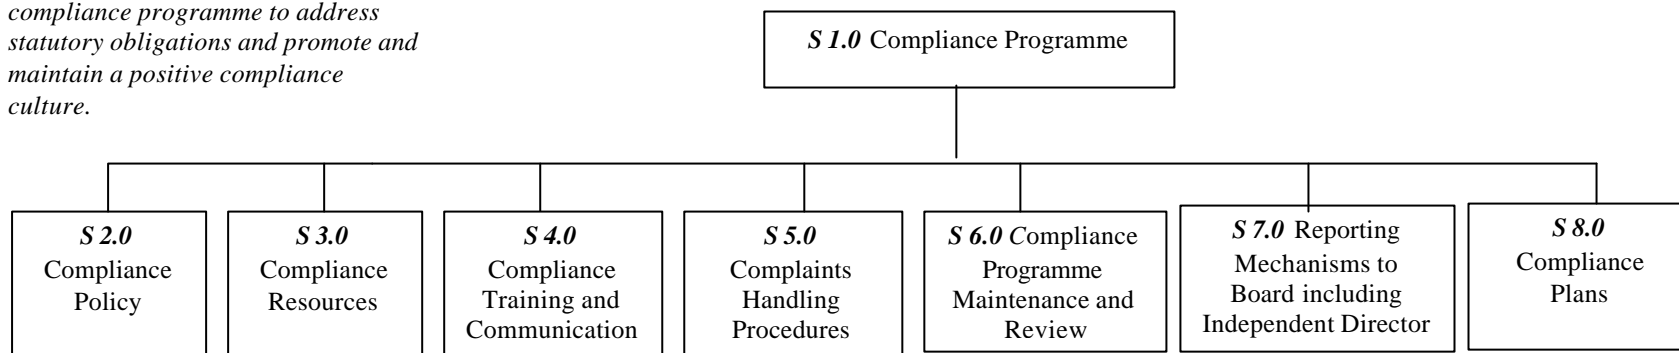 compliance programme to address
statutory obligations and promote and
maintain a positive compliance
culture.
S 1.0 Compliance Programme
S 2.0
Compliance
Policy
S 3.0
Compliance
Resources
S 4.0
Compliance
Training and
Communication
S 5.0
Complaints
Handling
Procedures
S 6.0 Compliance
Programme
Maintenance and
Review
S 7.0 Reporting
Mechanisms to
Board including
Independent Director
S 8.0
Compliance
Plans